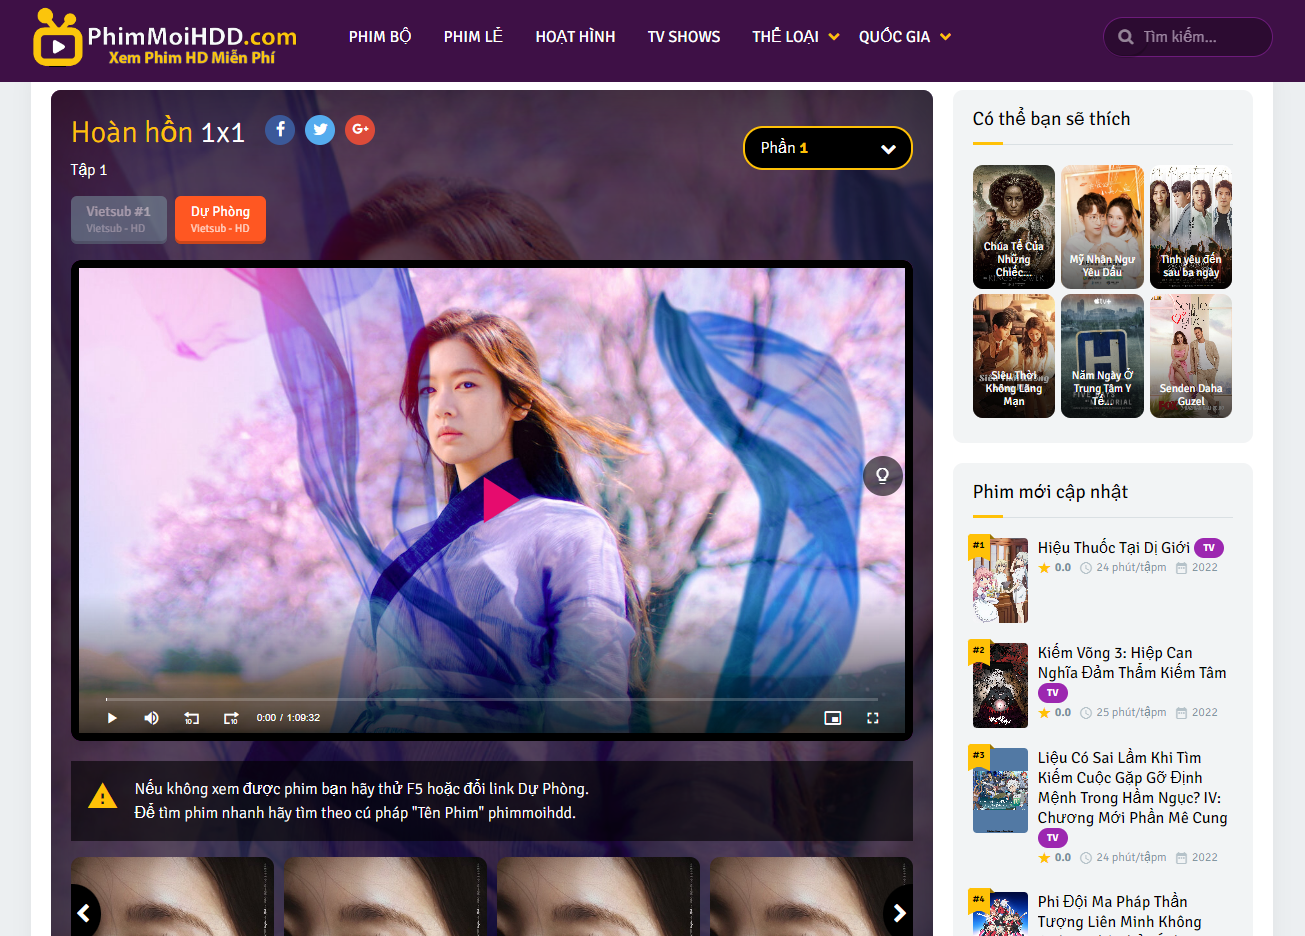 PhimMoiHDD.com
Xem Phim HD Miễn Phí
PHIM BỘ
PHIM LẺ
HOẠT HÌNH
TV SHOWS
THỂ LOẠI
QUỐC GIA
Tìm kiếm...
Hoàn hồn 1x1
Tập 1
Phần 1
Vietsub #1
Vietsub - HD
Dự Phòng
Vietsub - HD
10
10
0:00 / 1:09:32
Nếu không xem được phim bạn hãy thử F5 hoặc đổi link Dự Phòng.
Để tìm phim nhanh hãy tìm theo cú pháp "Tên Phim" phimmoihdd.
Có thể bạn sẽ thích
Chúa Tể Của
Những
Chiếc...
Mỹ Nhân Ngư
Yêu Dấu
Tình yêu đến
sau ba ngày
Siêu Thời
Không Lãng
Mạn
tv+
H
Năm Ngày Ở
Trung Tâm Y
Tế...
Senden
guzel
Senden Daha
Guzel
Phim mới cập nhật
#1
Hiệu Thuốc Tại Dị Giới TV
0.0 24 phút/tậpm 2022
#2
Kiếm Võng 3: Hiệp Can
Nghĩa Đảm Thẩm Kiếm Tâm
TV
0.0 25 phút/tậpm 2022
#3
Liệu Có Sai Lầm Khi Tìm
Kiếm Cuộc Gặp Gỡ Định
Mệnh Trong Hầm Ngục? IV:
Chương Mới Phần Mê Cung
TV
0.0 24 phút/tậpm 2022
#4
Phi Đội Ma Pháp Thần
Tượng Liên Minh Không